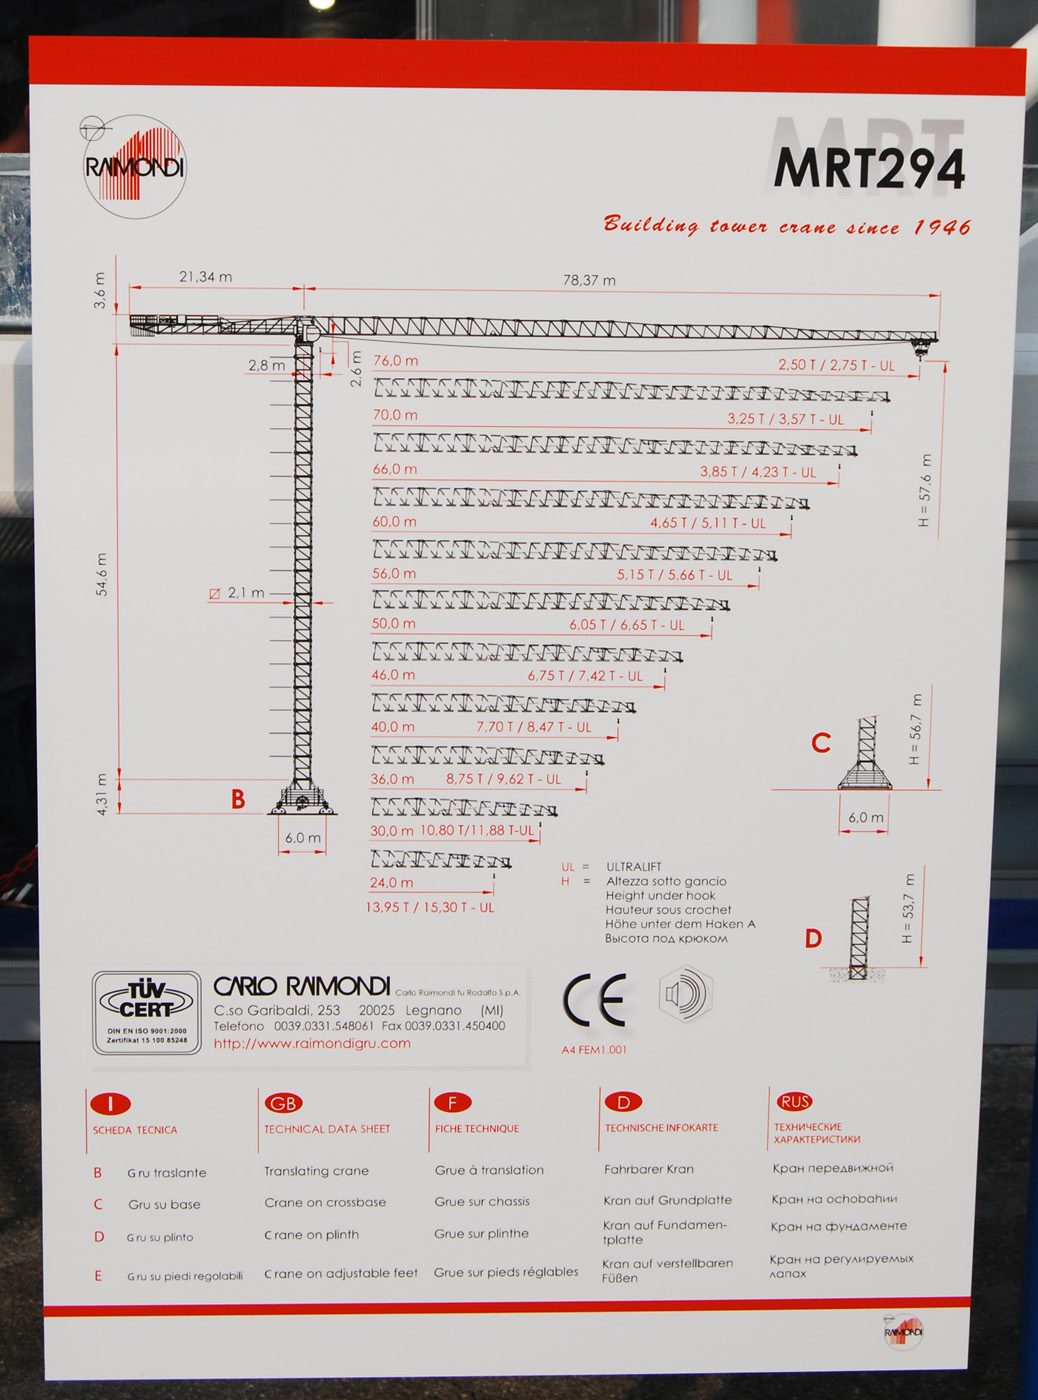 RAIMONDI
MRT
MRT294
Building tower crane since 1946
21,34 m
78,37 m
3,6 m
2,8 m
2,6 m
76,0 m
2,50 T / 2,75 T - UL
70,0 m
3,25 T / 3,57 T - UL
66,0 m
3,85 T / 4,23 T - UL
60,0 m
4,65 T / 5,11 T - UL
56,0 m
5,15 T / 5,66 T - UL
50,0 m
6,05 T / 6,65 T - UL
46,0 m
6,75 T / 7,42 T - UL
40,0 m
7,70 T / 8,47 T - UL
36,0 m
8,75 T / 9,62 T - UL
30,0 m 10,80 T/11,88 T-UL
24,0 m
13,95 T / 15,30 T - UL
H = 57,6 m
54,6 m
2,1 m
4,31 m
B
6,0 m
C
H = 56,7 m
6,0 m
D
H = 53,7 m
UL = ULTRALIFT
H = Altezza sotto gancio
Height under hook
Hauteur sous crochet
Höhe unter dem Haken A
Высота под крюком
TÜV
CERT
DIN EN ISO 9001:2000
Zertifikat 15 100 85248
CARLO RAIMONDI Carlo Raimondi fu Rodolfo S.p.A.
C.so Garibaldi, 253 20025 Legnano (MI)
Telefono 0039.0331.548061 Fax 0039.0331.450400
http://www.raimondigru.com
CE
A4 FEM1.001
I
SCHEDA TECNICA
B Gru traslante
C Gru su base
D Gru su plinto
E Gru su piedi regolabili
GB
TECHNICAL DATA SHEET
Translating crane
Crane on crossbase
Crane on plinth
Crane on adjustable feet
F
FICHE TECHNIQUE
Grue à translation
Grue sur chassis
Grue sur plinthe
Grue sur pieds réglables
D
TECHNISCHE INFOKARTE
Fahrbarer Kran
Kran auf Grundplatte
Kran auf Fundamen-
tplatte
Kran auf verstellbaren
Füßen
RUS
ТЕХНИЧЕСКИЕ
ХАРАКТЕРИСТИКИ
Кран передвижной
Кран на основании
Кран на фундаменте
Кран на регулируемых
лапах
RAIMONDI